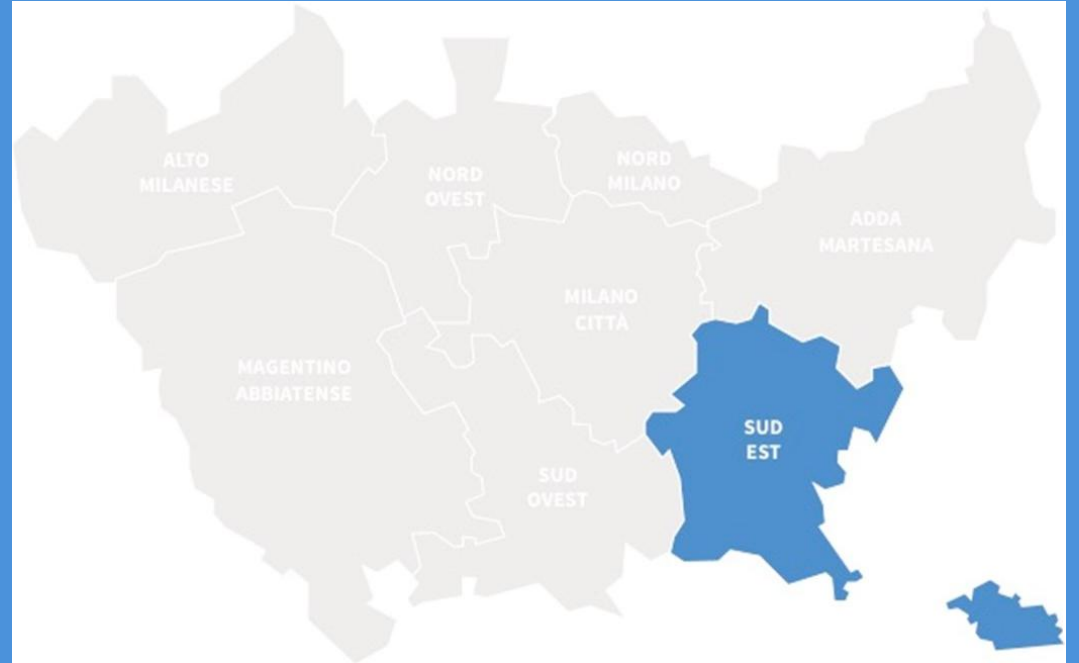 ALTO
MILANESE
NORD
OVEST
NORD
MILANO
ADDA
MARTESANA
MILANO
CITTÀ
MAGENTINO
ABBIATENSE
SUD
EST
SUD
OVEST